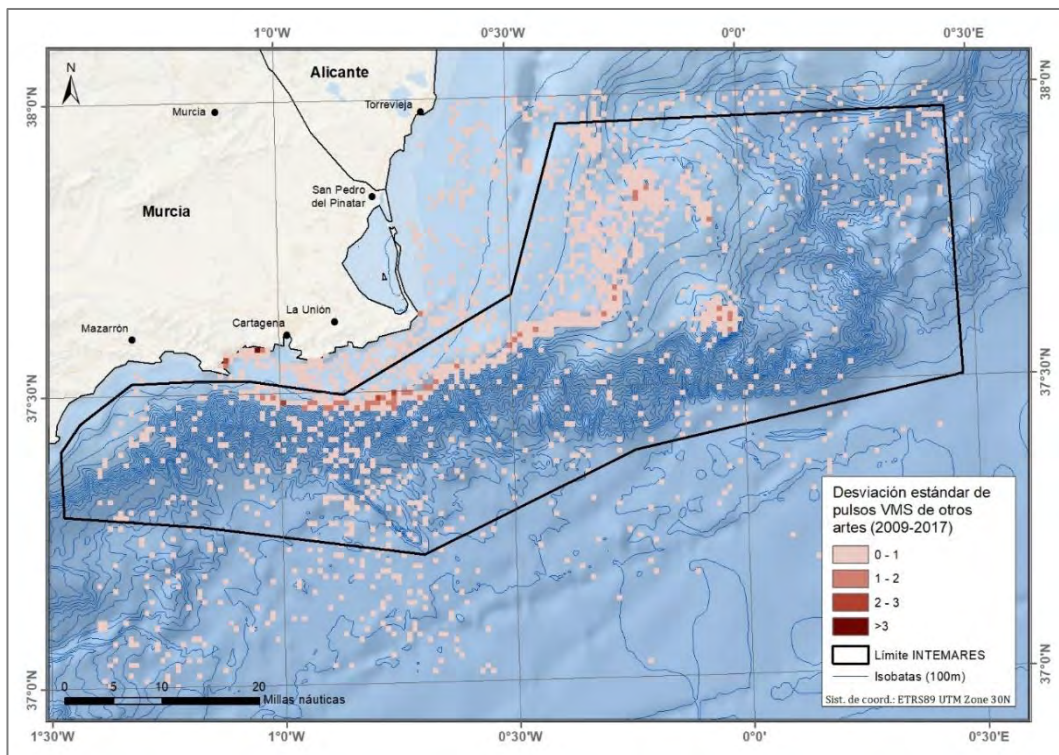 1°0'W 0°30'W 0°0' 0°30'E
N
Alicante
38°0'N
38°0'N
Murcia
Torrevieja
San Pedro
del Pinatar
Murcia
La Unión
Cartagena
Mazarrón
37°30'N
37°30'N
Desviación estándar de
pulsos VMS de otros
artes (2009-2017)
0 - 1
1 - 2
2 - 3
>3
Límite INTEMARES
Isobatas (100m)
Sist. de coord.: ETRS89 UTM Zone 30N
37°0'N
37°0'N
0 5 10 20
Millas náuticas
1°30'W 1°0'W 0°30'W 0°0' 0°30'E